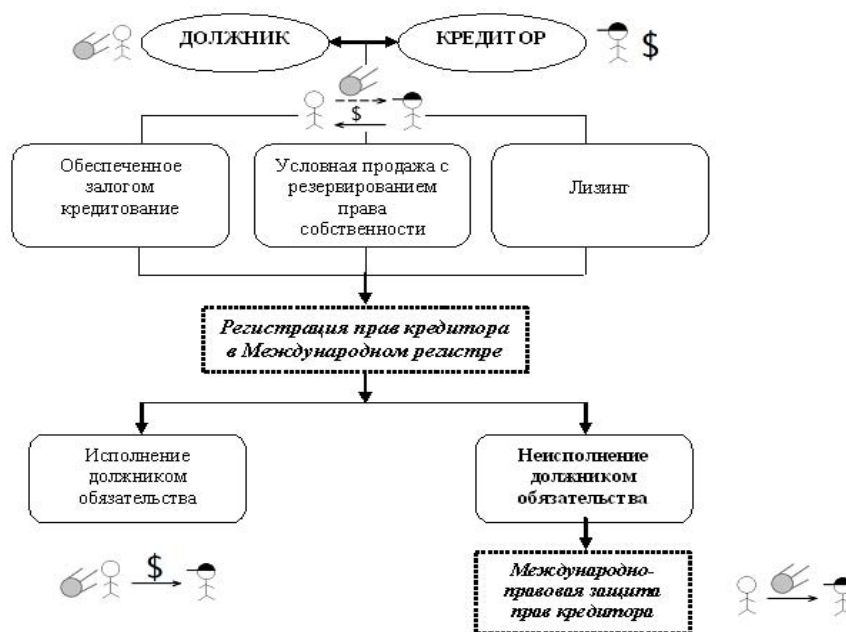 ДОЛЖНИК
КРЕДИТОР
$
$
Обеспеченное
залогом
кредитование
Условная продажа с
резервированием
права
собственности
Лизинг
Регистрация прав кредитора
в Международном регистре
Исполнение
должником
обязательства
Неисполнение
должником
обязательства
$
Международно-
правовая защита
прав кредитора